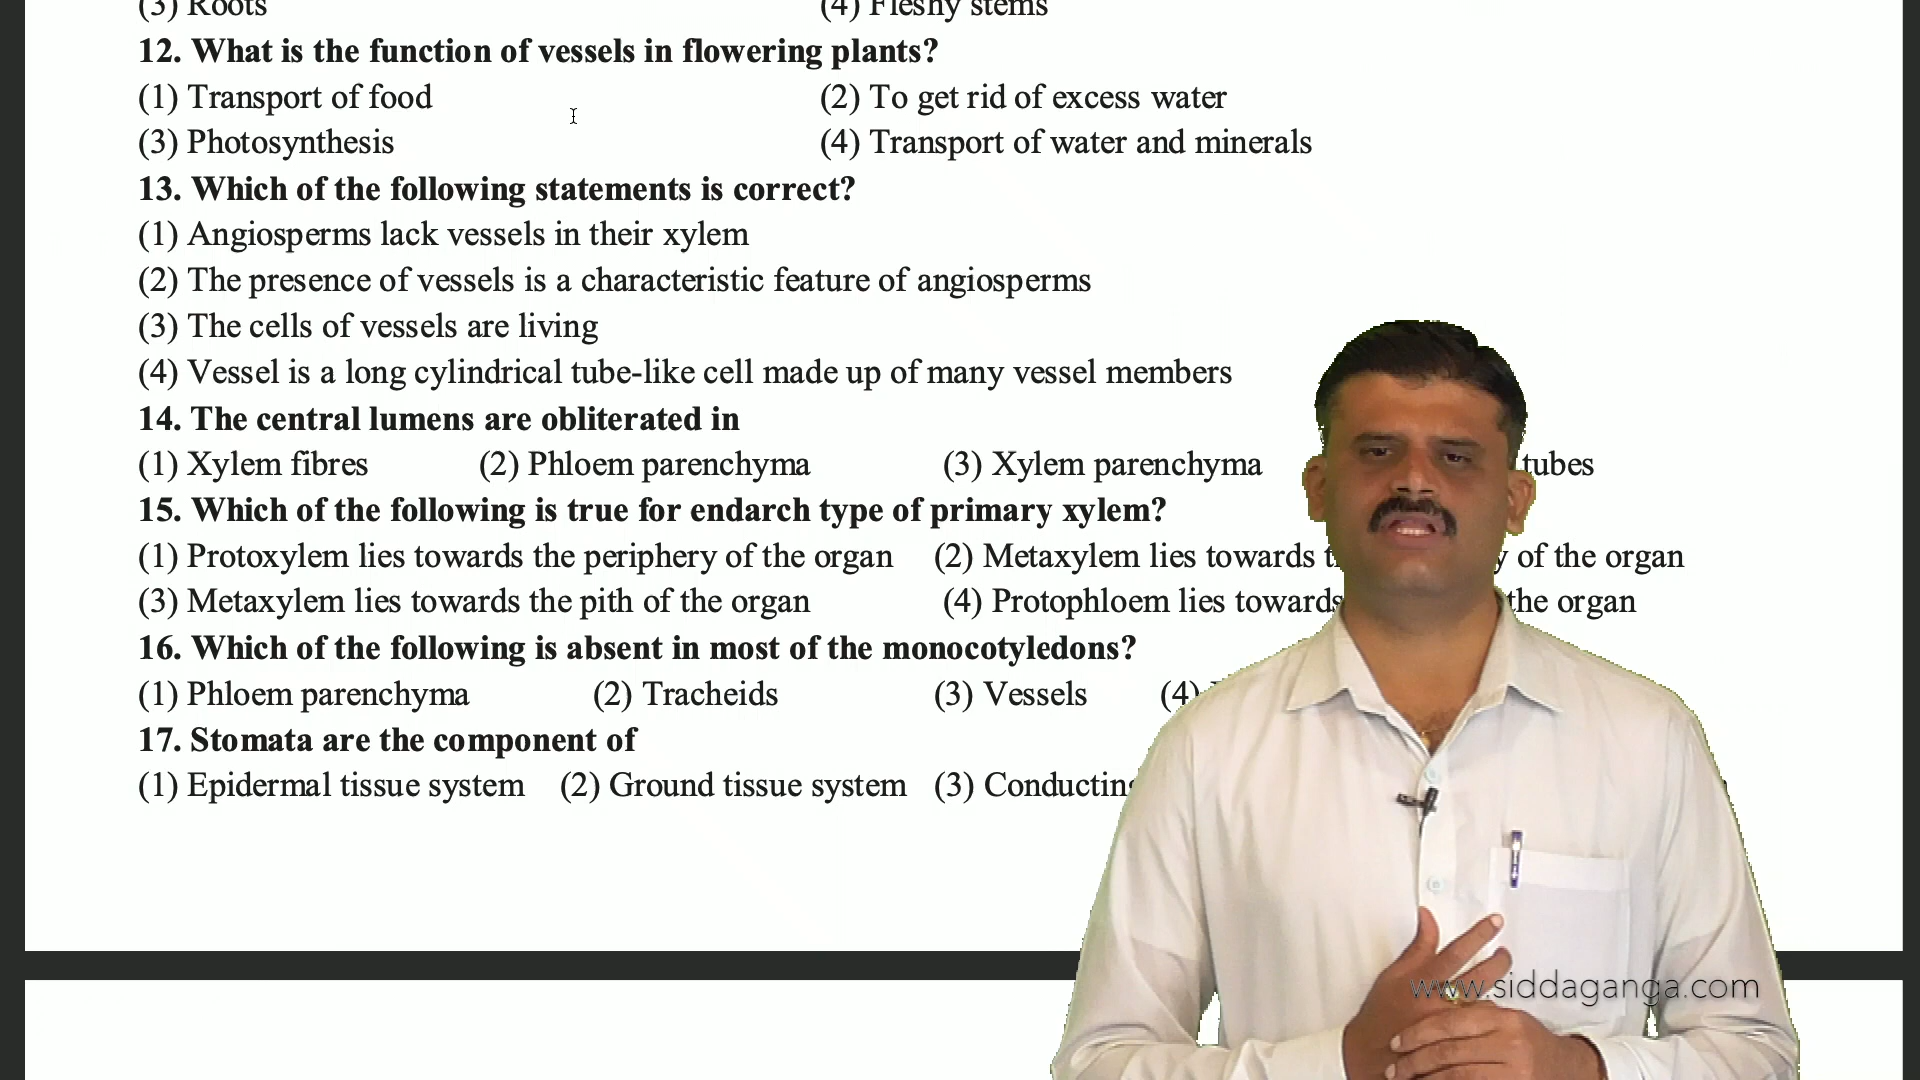 (3) Roots (4) Fleshy stems
12. What is the function of vessels in flowering plants?
(1) Transport of food (2) To get rid of excess water
(3) Photosynthesis (4) Transport of water and minerals
13. Which of the following statements is correct?
(1) Angiosperms lack vessels in their xylem
(2) The presence of vessels is a characteristic feature of angiosperms
(3) The cells of vessels are living
(4) Vessel is a long cylindrical tube-like cell made up of many vessel members
14. The central lumens are obliterated in
(1) Xylem fibres (2) Phloem parenchyma (3) Xylem parenchyma tubes
15. Which of the following is true for endarch type of primary xylem?
(1) Protoxylem lies towards the periphery of the organ (2) Metaxylem lies towards of the organ
(3) Metaxylem lies towards the pith of the organ (4) Protophloem lies towards the organ
16. Which of the following is absent in most of the monocotyledons?
(1) Phloem parenchyma (2) Tracheids (3) Vessels (4)
17. Stomata are the component of
(1) Epidermal tissue system (2) Ground tissue system (3) Conducting
www.siddaganga.com